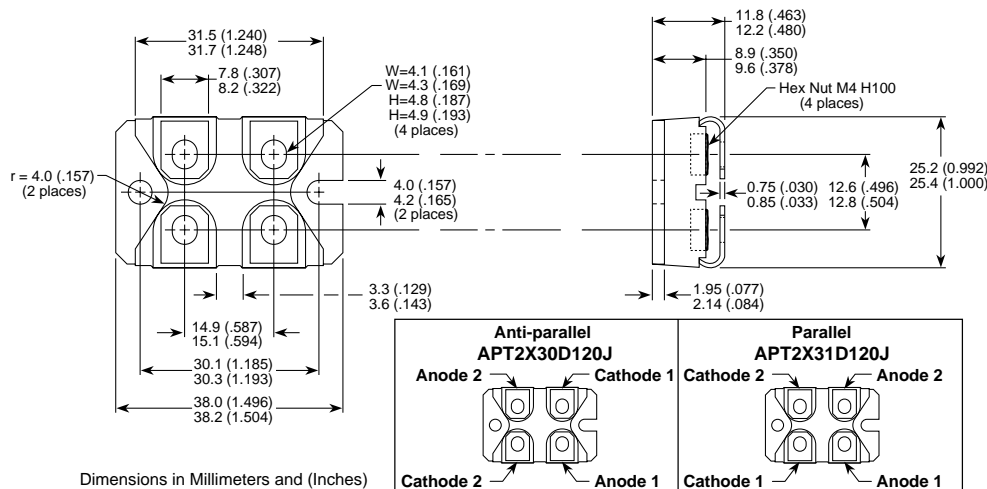 31.5 (1.240)
31.7 (1.248)
7.8 (.307)
8.2 (.322)
W=4.1 (.161)
W=4.3 (.169)
H=4.8 (.187)
H=4.9 (.193)
(4 places)
r = 4.0 (.157)
(2 places)
4.0 (.157)
4.2 (.165)
(2 places)
3.3 (.129)
3.6 (.143)
14.9 (.587)
15.1 (.594)
30.1 (1.185)
30.3 (1.193)
38.0 (1.496)
38.2 (1.504)
11.8 (.463)
12.2 (.480)
8.9 (.350)
9.6 (.378)
Hex Nut M4 H100
(4 places)
0.75 (.030)
0.85 (.033)
12.6 (.496)
12.8 (.504)
25.2 (0.992)
25.4 (1.000)
1.95 (.077)
2.14 (.084)
Anti-parallel
APT2X30D120J
Anode 2
Cathode 1
Cathode 2
Anode 1
Parallel
APT2X31D120J
Cathode 2
Anode 2
Cathode 1
Anode 1
Dimensions in Millimeters and (Inches)